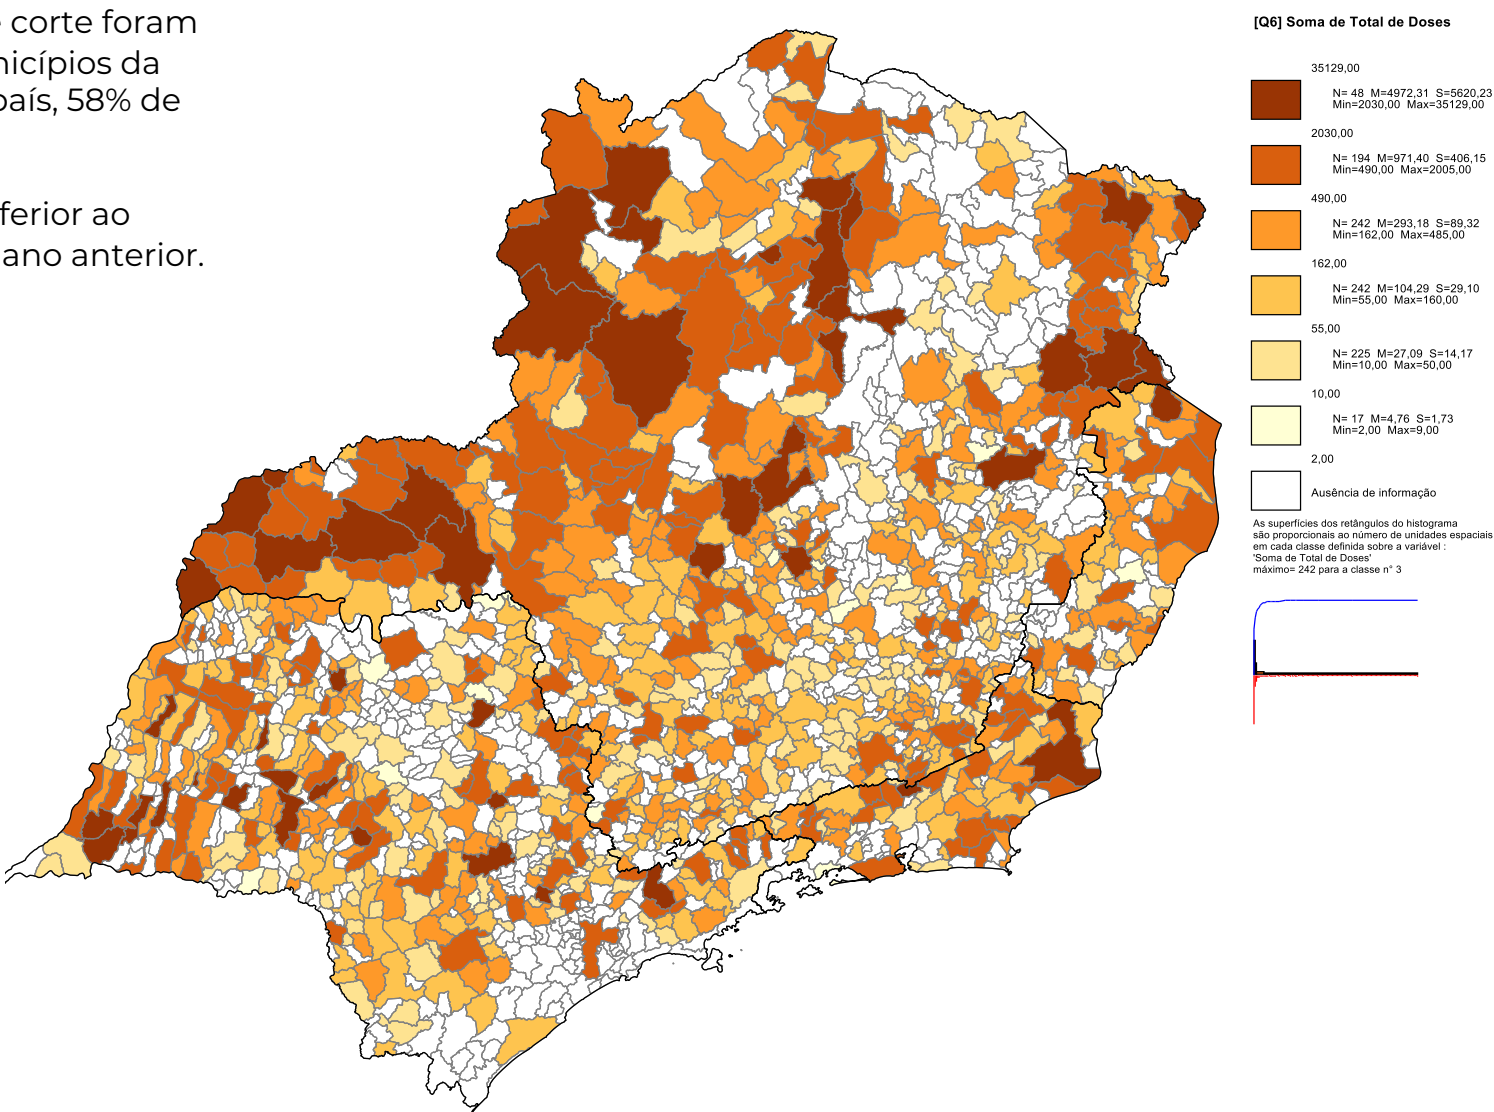 e corte foram
nicípios da
país, 58% de
ferior ao
ano anterior.
[Q6] Soma de Total de Doses
35129,00
N= 48 M=4972,31 S=5620,23
Min=2030,00 Max=35129,00
2030,00
N= 194 M=971,40 S=406,15
Min=490,00 Max=2005,00
490,00
N= 242 M=293,18 S=89,32
Min=162,00 Max=485,00
162,00
N= 242 M=104,29 S=29,10
Min=55,00 Max=160,00
55,00
N= 225 M=27,09 S=14,17
Min=10,00 Max=50,00
10,00
N= 17 M=4,76 S=1,73
Min=2,00 Max=9,00
2,00
Ausência de informação
As superfícies dos retângulos do histograma
são proporcionais ao número de unidades espaciais
em cada classe definida sobre a variável :
'Soma de Total de Doses'
máximo= 242 para a classe n° 3